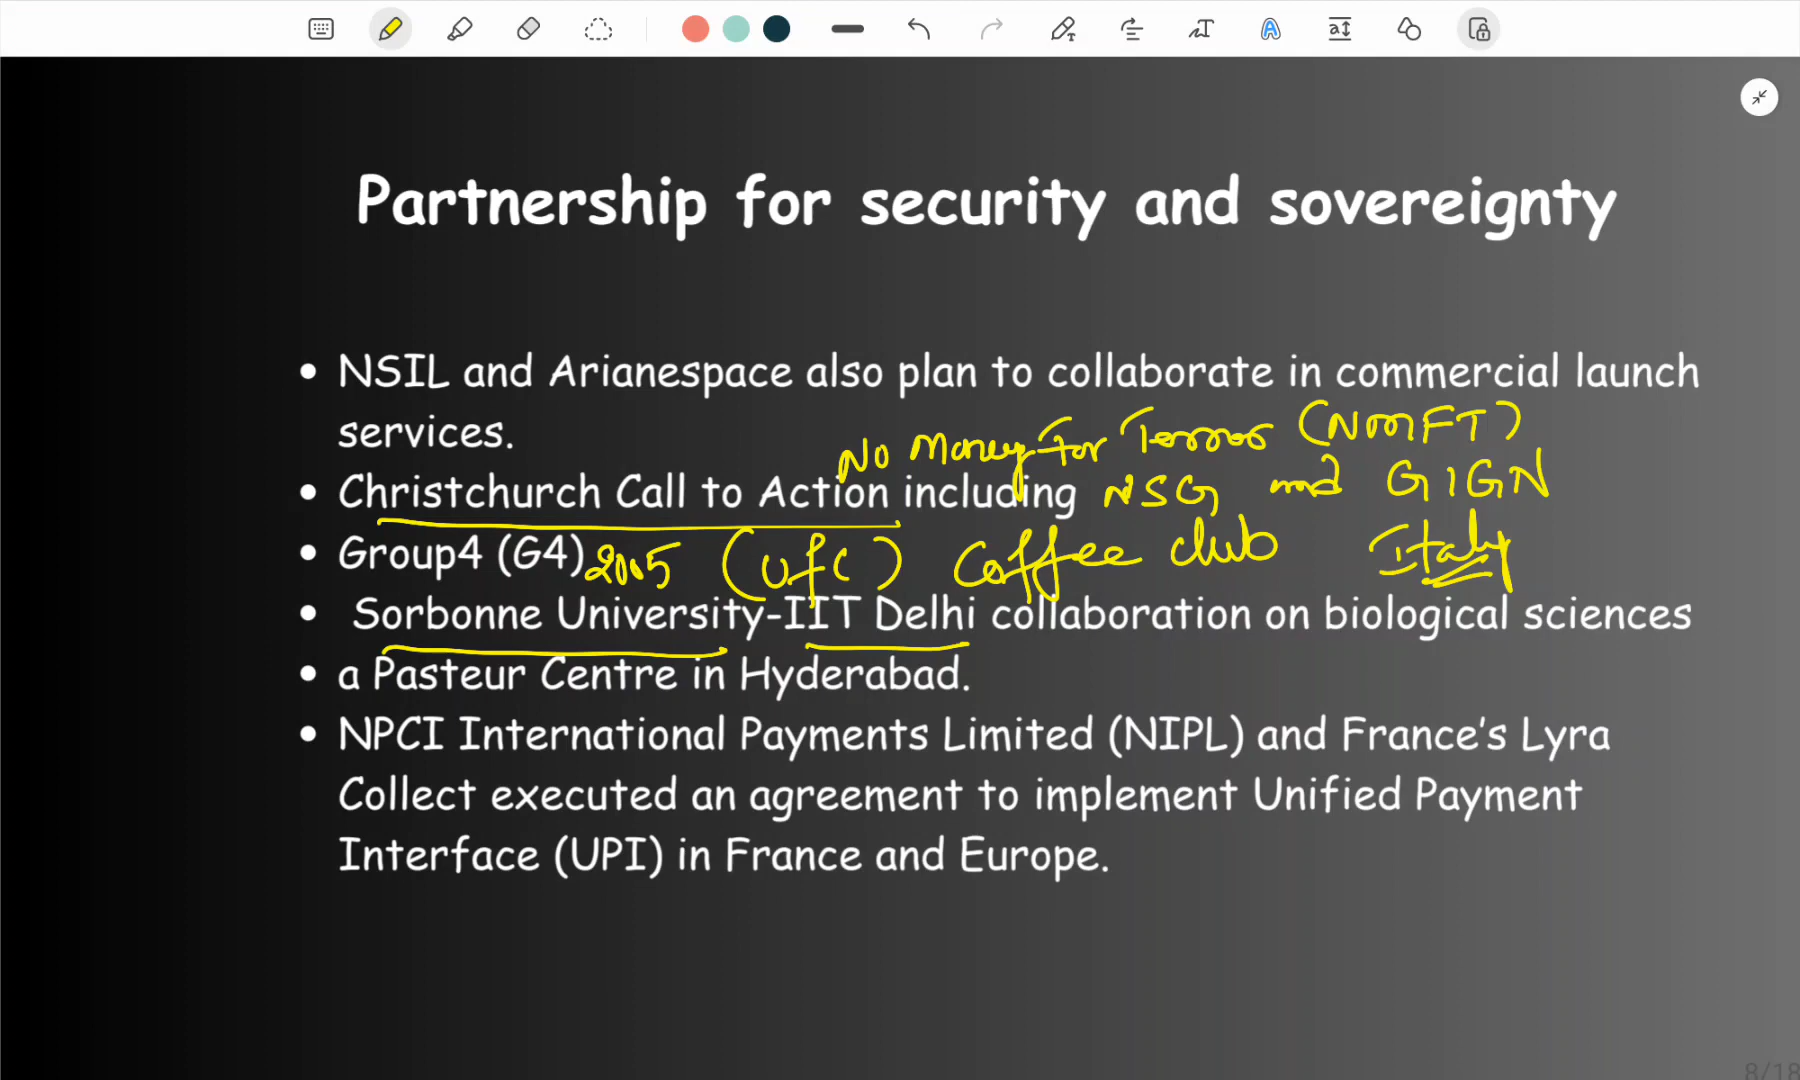 Partnership for security and sovereignty
• NSIL and Arianespace also plan to collaborate in commercial launch
services.
No Money For Terror (NMFT)
• Christchurch Call to Action including NSG and GIGN
• Group4 (G4) 2005 (UfC) Coffee club Italy
• Sorbonne University-IIT Delhi collaboration on biological sciences
• a Pasteur Centre in Hyderabad.
• NPCI International Payments Limited (NIPL) and France's Lyra
Collect executed an agreement to implement Unified Payment
Interface (UPI) in France and Europe.
8/18